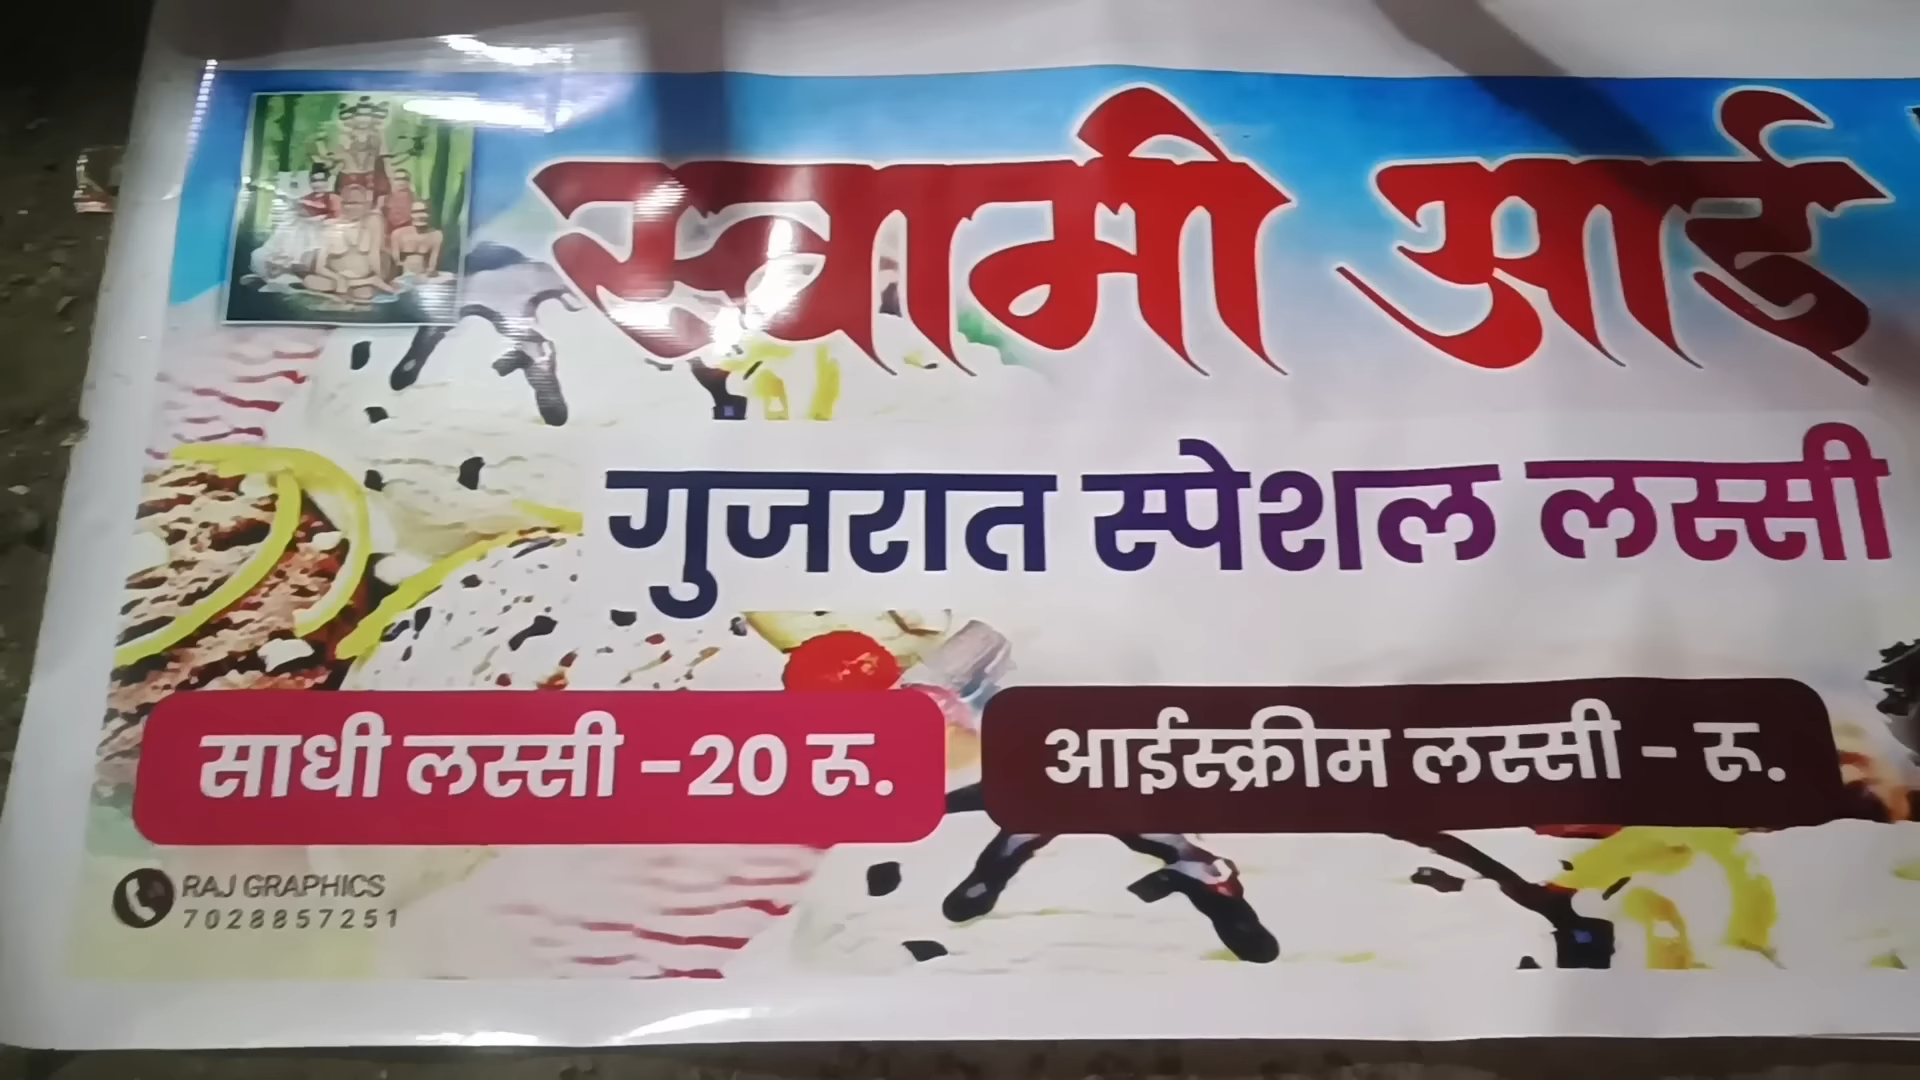 स्वामी आई
गुजरात स्पेशल लस्सी
साधी लस्सी -20 रू.
आईस्क्रीम लस्सी - रू.
RAJ GRAPHICS
7028857251